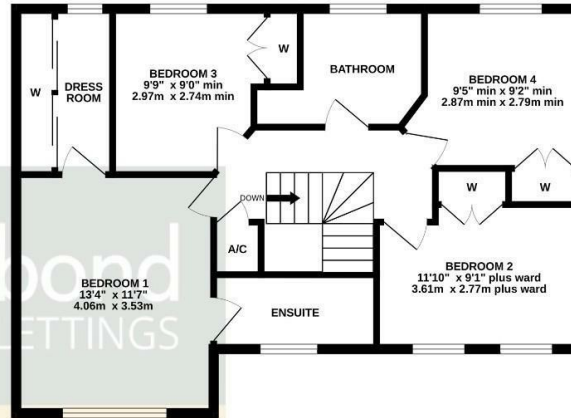 W
DRESS
ROOM
BEDROOM 3
9'9" x 9'0" min
2.97m x 2.74m min
W
BATHROOM
BEDROOM 4
9'5" min x 9'2" min
2.87m min x 2.79m min
W
W
DOWN
A/C
BEDROOM 1
13'4" x 11'7"
4.06m x 3.53m
ENSUITE
BEDROOM 2
11'10" x 9'1" plus ward
3.61m x 2.77m plus ward
bond
LETTINGS